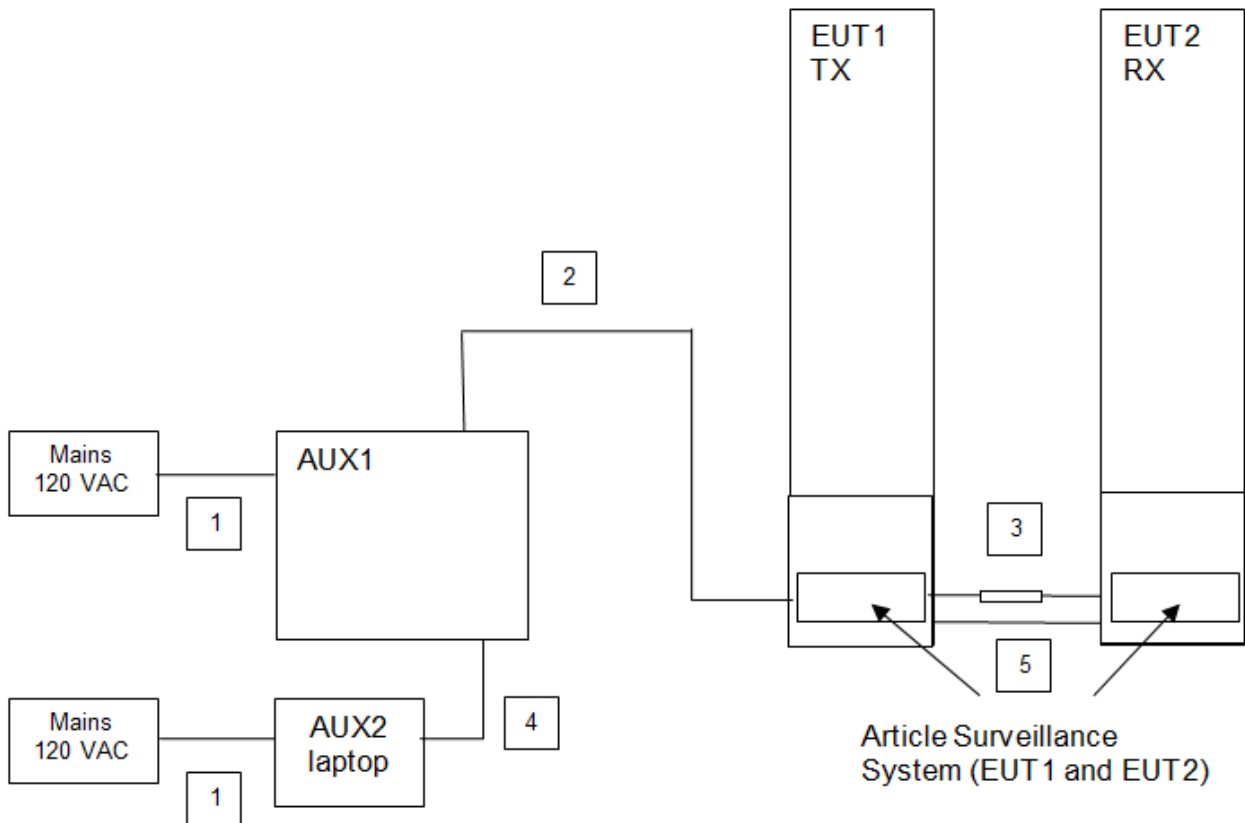 EUT1
TX
EUT2
RX
2
Mains
120 VAC
AUX1
1
3
5
Mains
120 VAC
AUX2
laptop
4
1
Article Surveillance
System (EUT1 and EUT2)